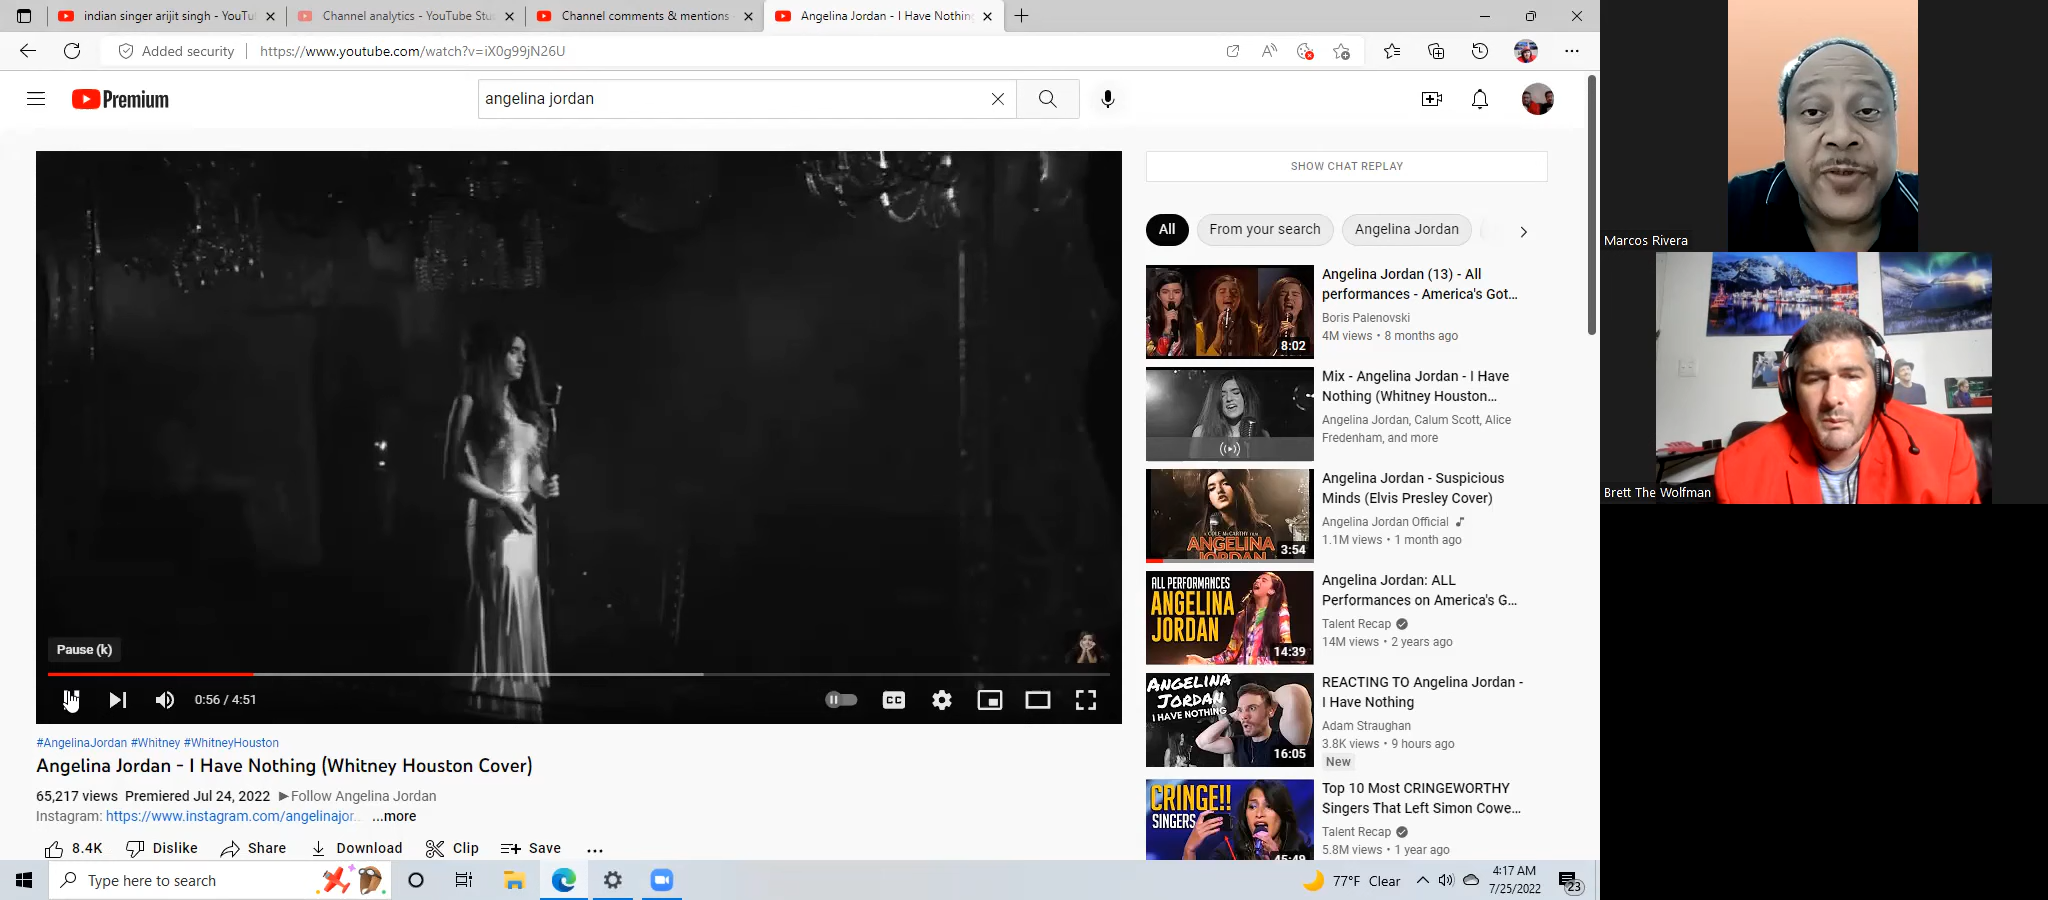 indian singer arijit singh - YouTu
Channel analytics - YouTube Stu
Channel comments & mentions -
Angelina Jordan - I Have Nothin
Added security
https://www.youtube.com/watch?v=iX0g99jN26U
Premium
angelina jordan
SHOW CHAT REPLAY
All
From your search
Angelina Jordan
Angelina Jordan (13) - All
performances - America's Got...
Boris Palenovski
4M views • 8 months ago
8:02
Mix - Angelina Jordan - I Have
Nothing (Whitney Houston...
Angelina Jordan, Calum Scott, Alice
Fredenham, and more
Angelina Jordan - Suspicious
Minds (Elvis Presley Cover)
Angelina Jordan Official
1.1M views • 1 month ago
A COLE McCARTHY FILM
ANGELINA
JORDAN
3:54
Angelina Jordan: ALL
Performances on America's G...
Talent Recap
14M views • 2 years ago
ALL PERFORMANCES
ANGELINA
JORDAN
14:39
REACTING TO Angelina Jordan -
I Have Nothing
Adam Straughan
3.8K views • 9 hours ago
New
ANGELINA
JORDAN
I HAVE NOTHING
16:05
Top 10 Most CRINGEWORTHY
Singers That Left Simon Cowe...
Talent Recap
5.8M views • 1 year ago
CRINGE!!
SINGERS
45:49
Pause (k)
0:56 / 4:51
CC
#AngelinaJordan #Whitney #WhitneyHouston
Angelina Jordan - I Have Nothing (Whitney Houston Cover)
65,217 views Premiered Jul 24, 2022 ►Follow Angelina Jordan
Instagram: https://www.instagram.com/angelinajor... ...more
8.4K
Dislike
Share
Download
Clip
Save
...
Type here to search
77°F Clear
4:17 AM
7/25/2022
23
Marcos Rivera
Brett The Wolfman